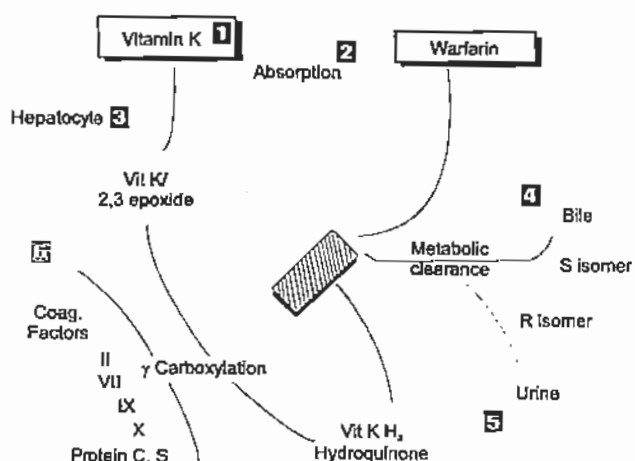 Vitamin K 1
2
Warfarin
Absorption
Hepatocyte 3
Vit K/
2,3 epoxide
4
Bile
Metabolic
clearance
S isomer
R Isomer
Coag.
Factors
γ Carboxylation
II
VII
IX
X
Protein C, S
Urine
5
Vit K H₂
Hydroquinone